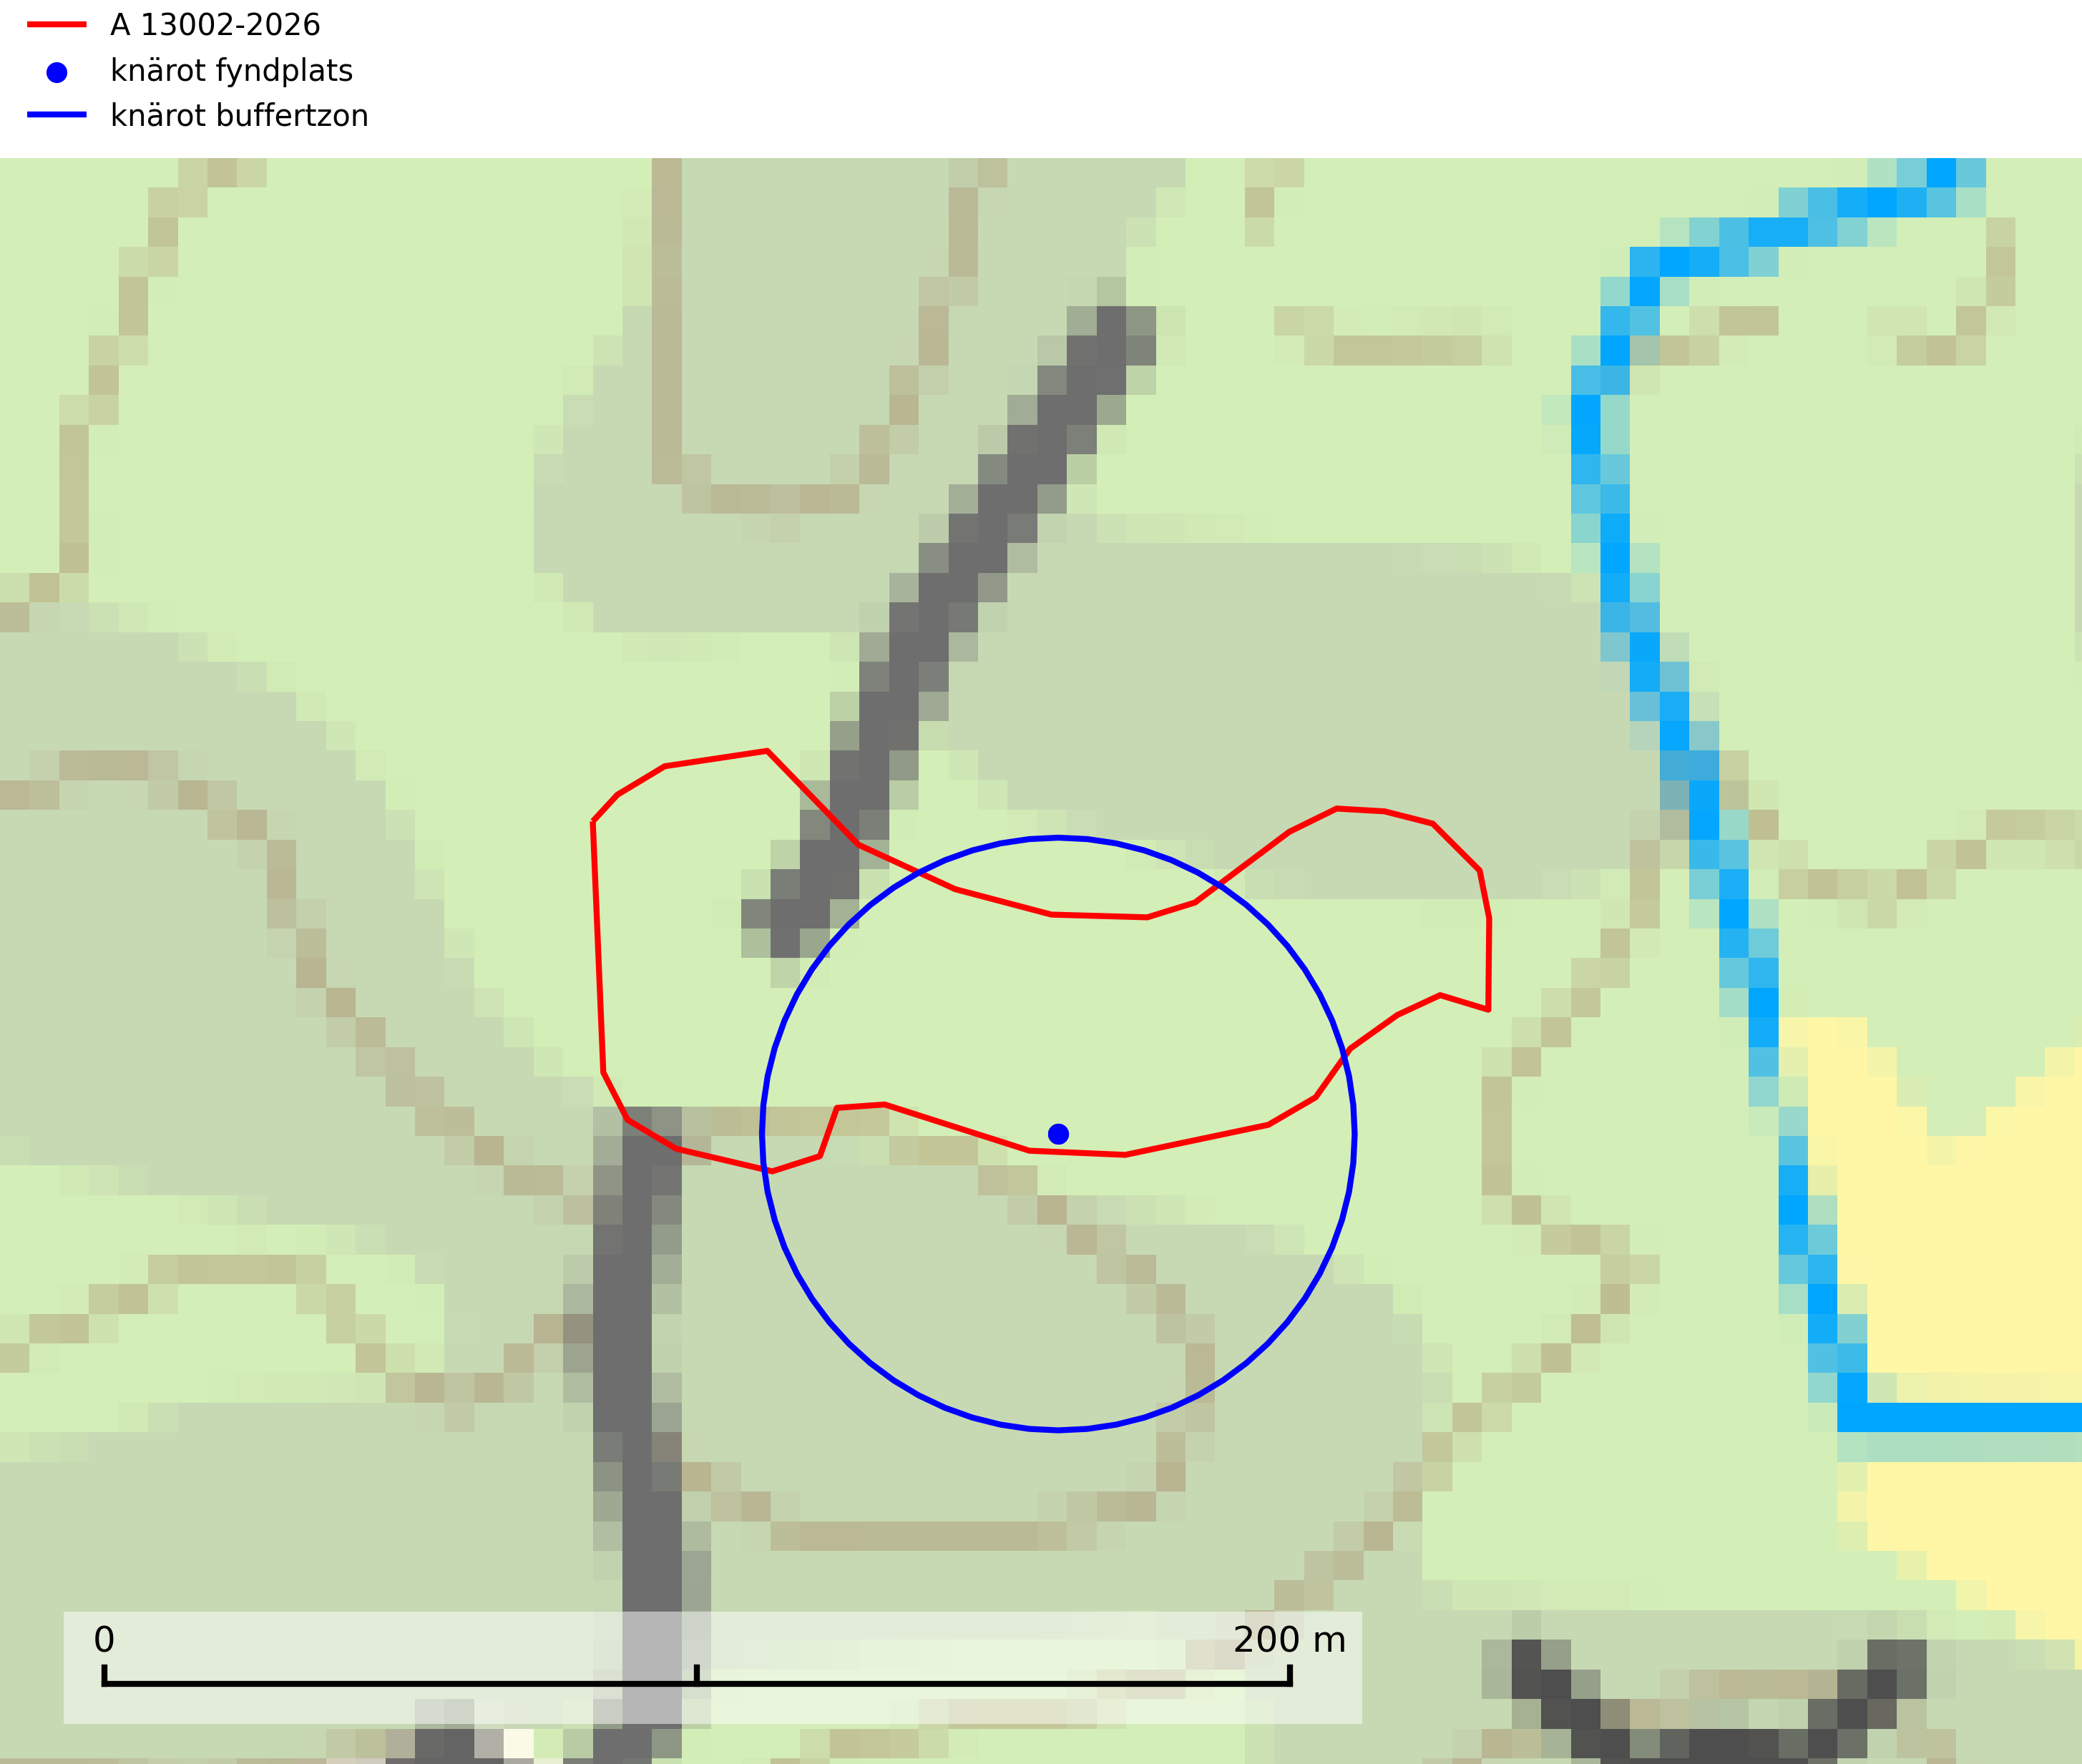 A 13002-2026
knärot fyndplats
knärot buffertzon
0 200 m